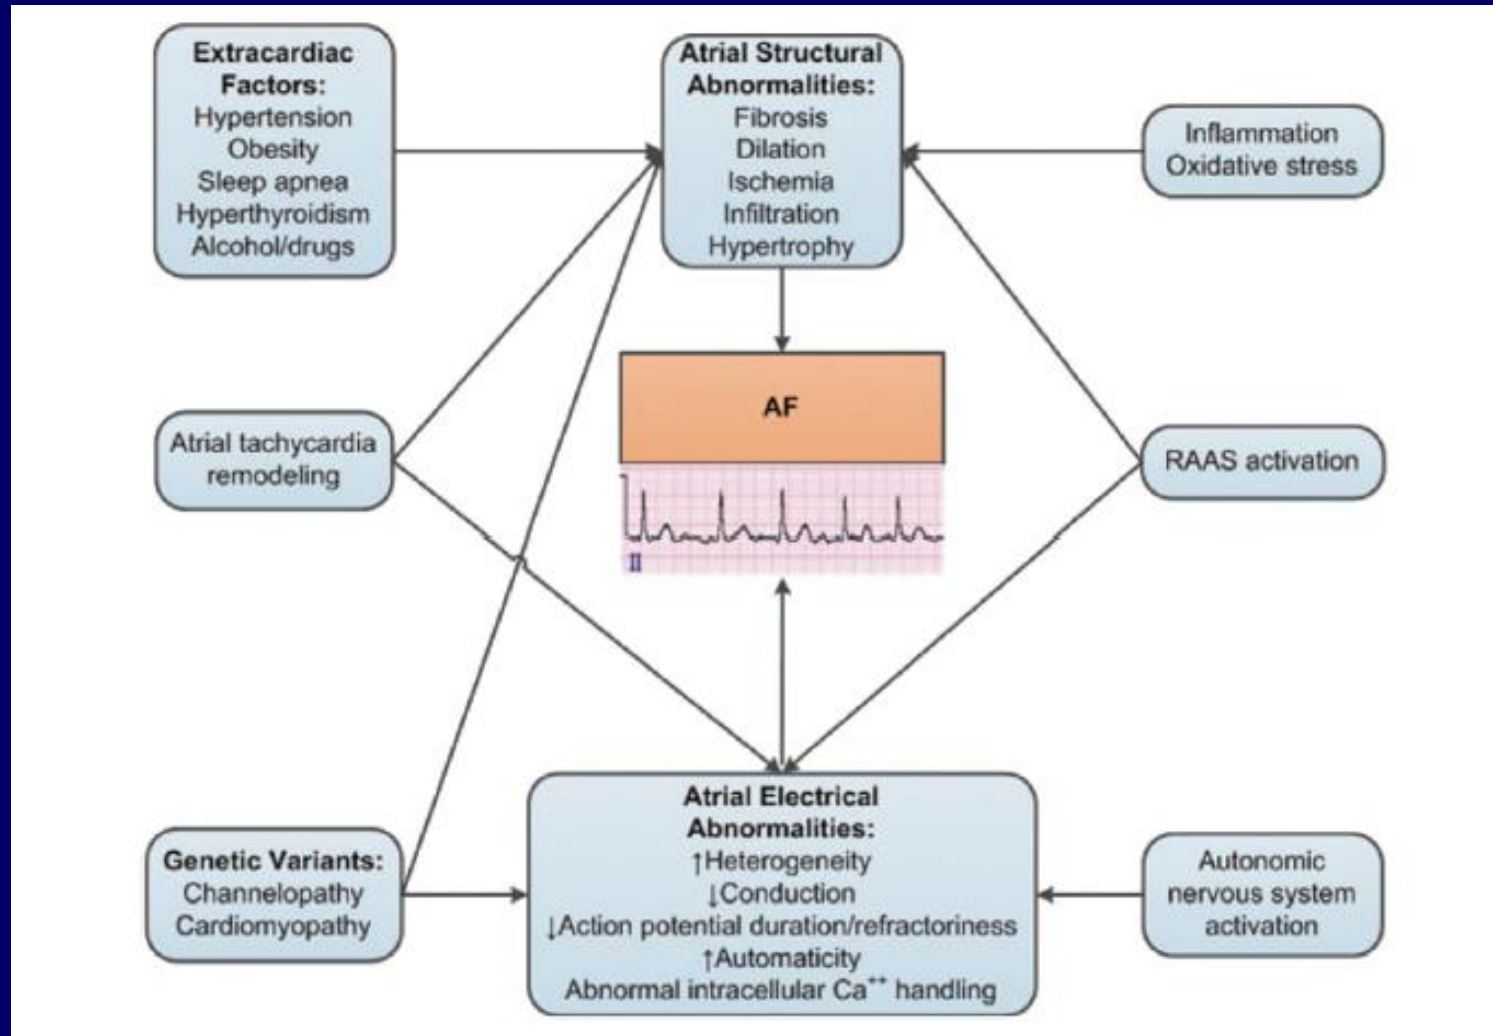 Extracardiac
Factors:
Hypertension
Obesity
Sleep apnea
Hyperthyroidism
Alcohol/drugs
Atrial Structural
Abnormalities:
Fibrosis
Dilation
Ischemia
Infiltration
Hypertrophy
Inflammation
Oxidative stress
AF
Atrial tachycardia
remodeling
RAAS activation
II
Genetic Variants:
Channelopathy
Cardiomyopathy
Atrial Electrical
Abnormalities:
↑Heterogeneity
↓Conduction
↓Action potential duration/refractoriness
↑Automaticity
Abnormal intracellular Ca⁺⁺ handling
Autonomic
nervous system
activation